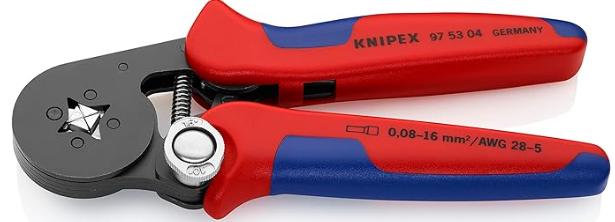 KNIPEX 97 53 04 GERMANY
0,08-16 mm²/AWG 28-5